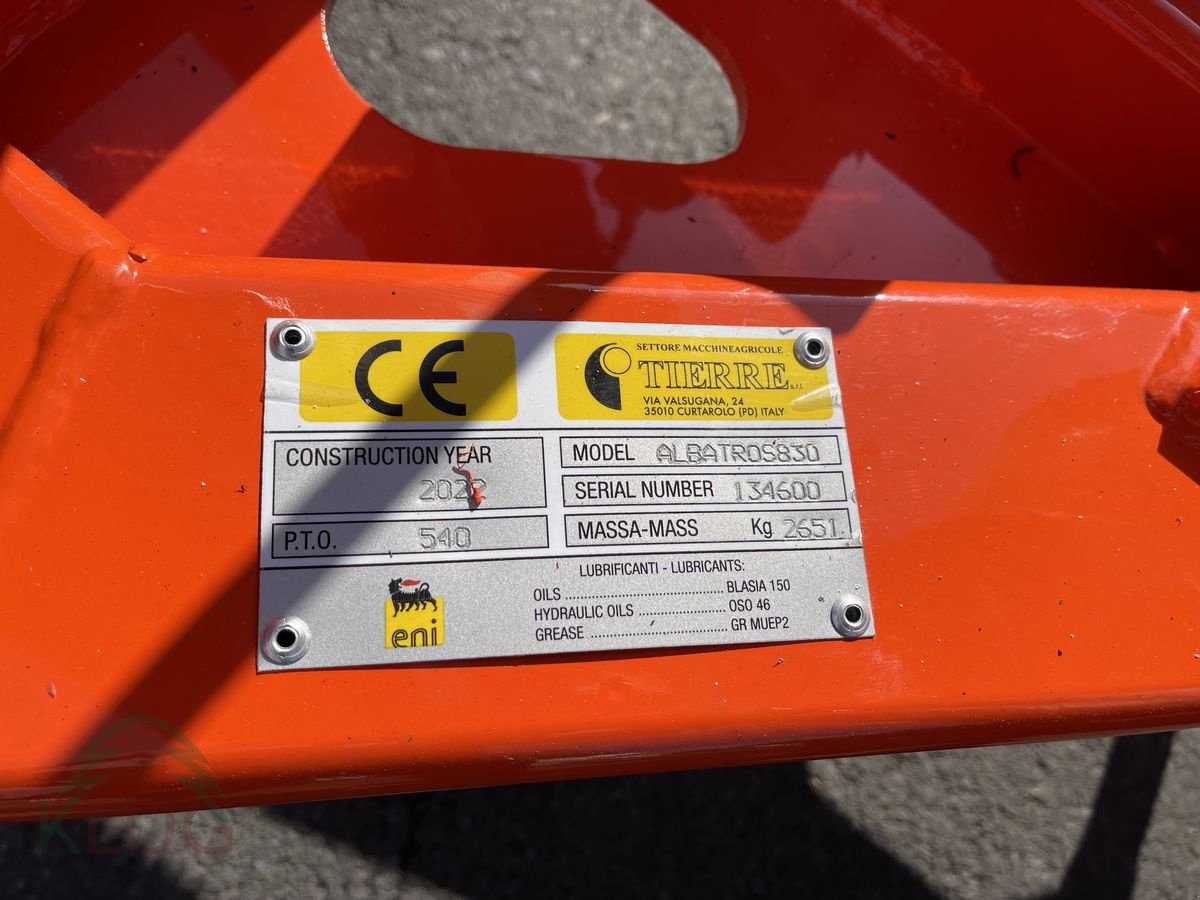 CE
SETTORE MACCHINEAGRICOLE
TIERRE s.r.l.
VIA VALSUGANA, 24
35010 CURTAROLO (PD) ITALY
CONSTRUCTION YEAR
P.T.O. 540
MODEL ALBATROS830
SERIAL NUMBER 134600
MASSA-MASS Kg 2651.
eni
LUBRIFICANTI - LUBRICANTS:
OILS ........................................ BLASIA 150
HYDRAULIC OILS ...................... OSO 46
GREASE ................................... GR MUEP2
KLUG